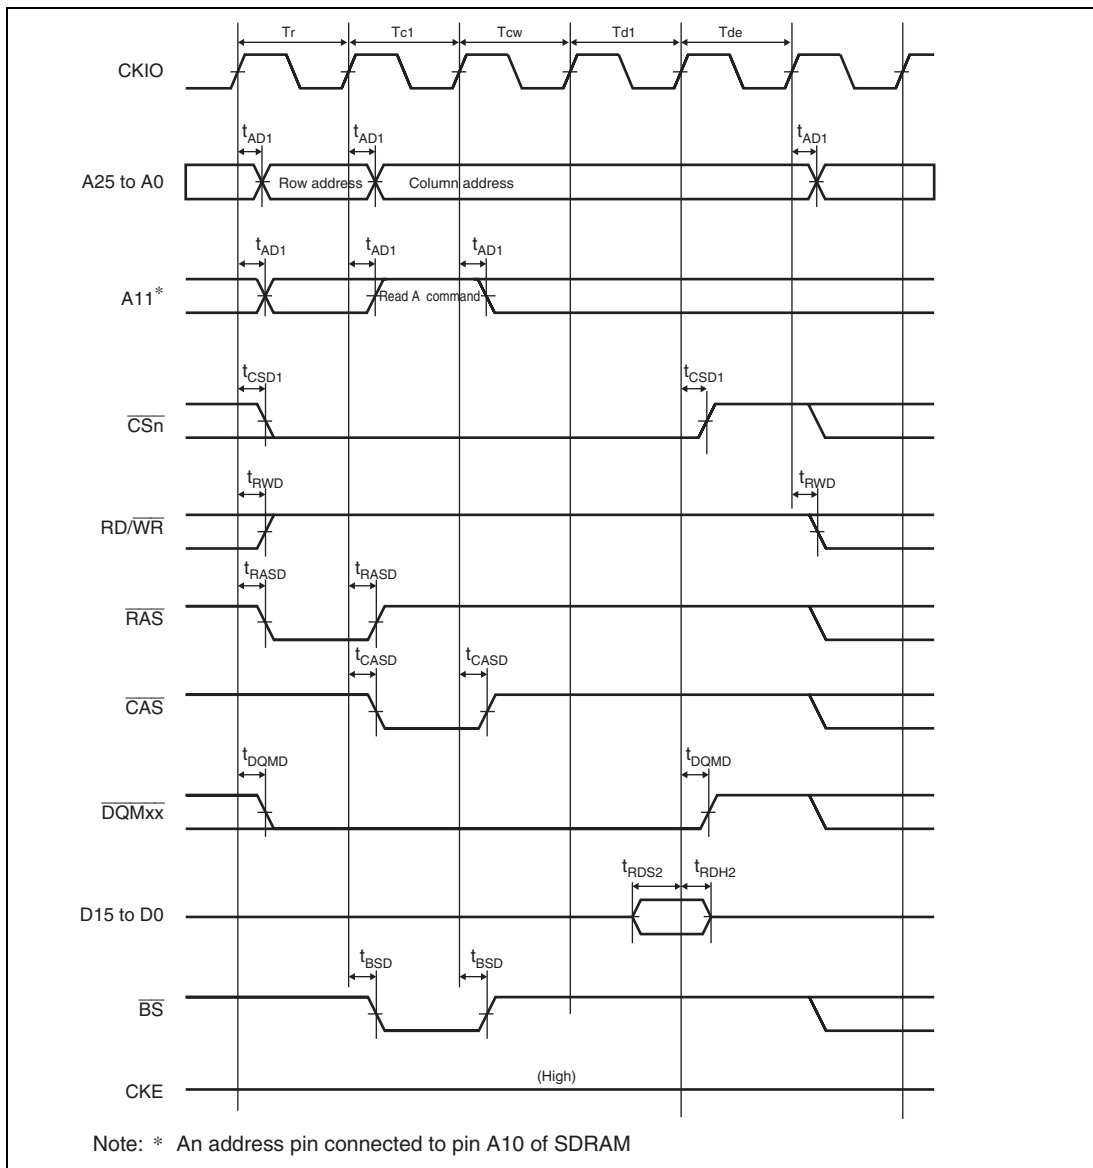 Tr Tc1 Tcw Td1 Tde
CKIO
tAD1 tAD1 tAD1
A25 to A0 Row address Column address
tAD1 tAD1 tAD1
A11* Read A command
tCSD1 tCSD1
CSn
tRWD tRWD
RD/WR
tRASD tRASD
RAS
tCASD tCASD
CAS
tDQMD tDQMD
DQMxx
tRDS2 tRDH2
D15 to D0
tBSD tBSD
BS
(High)
CKE
Note: * An address pin connected to pin A10 of SDRAM